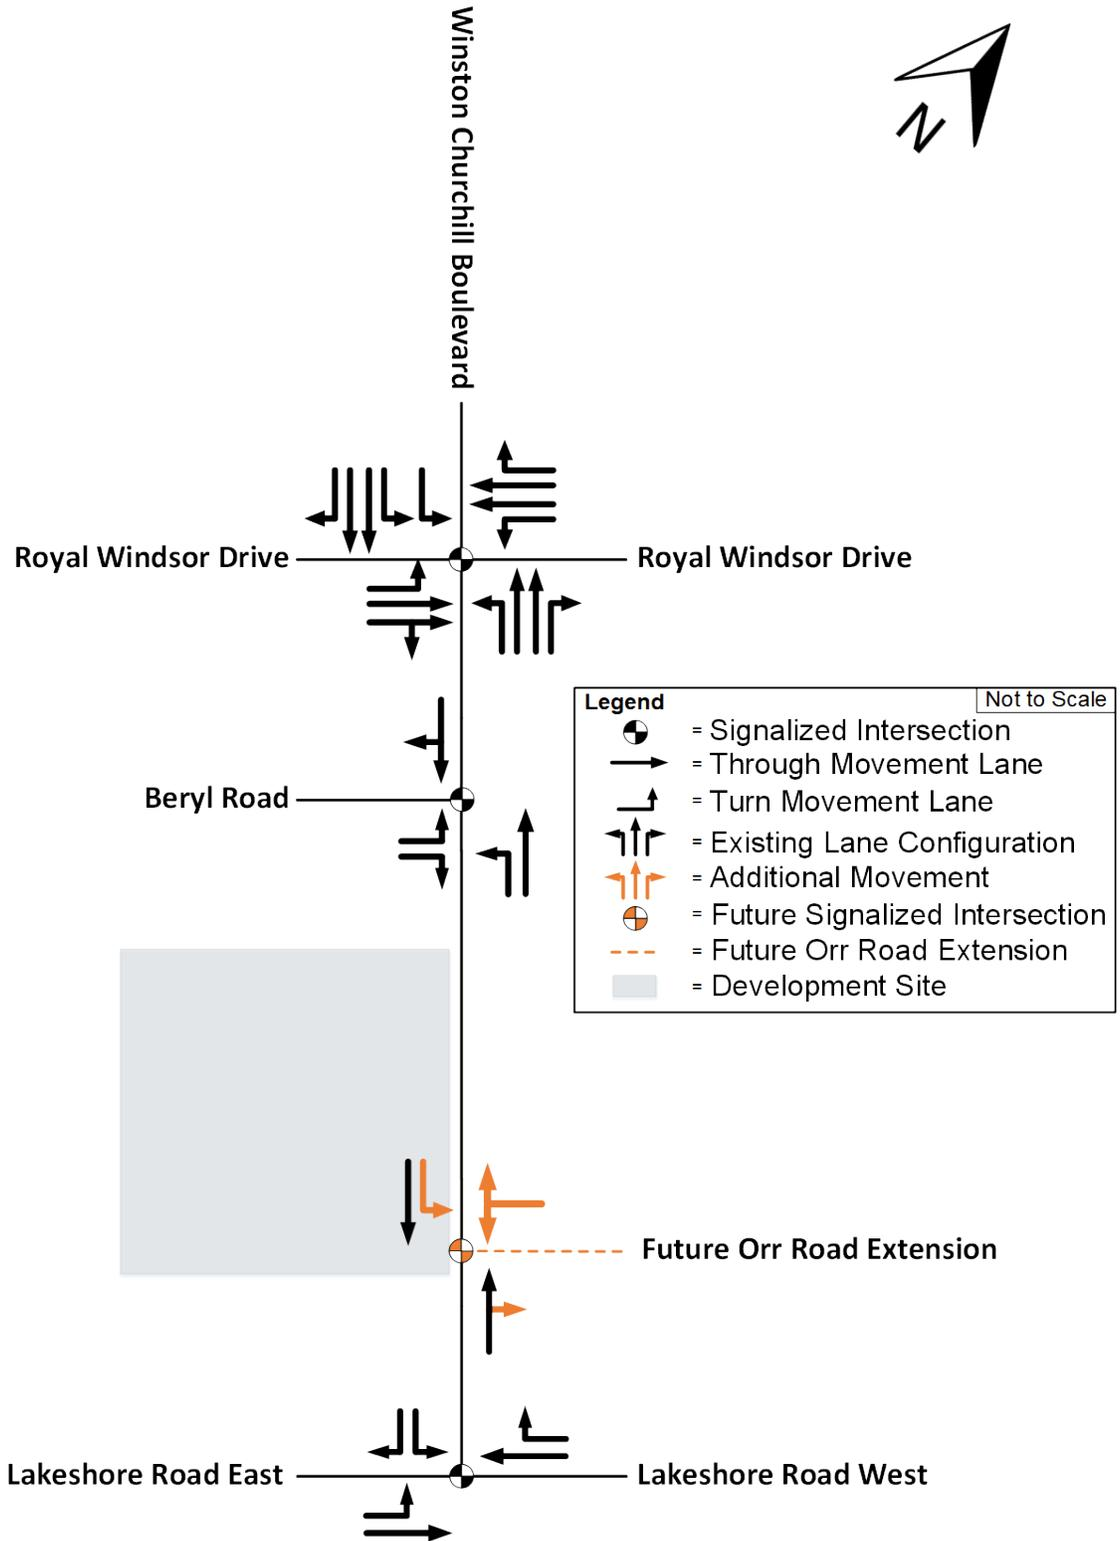 Winston Churchill Boulevard
N
Royal Windsor Drive
Royal Windsor Drive
Legend
Not to Scale
= Signalized Intersection
= Through Movement Lane
Beryl Road
= Turn Movement Lane
= Existing Lane Configuration
= Additional Movement
= Future Signalized Intersection
= Future Orr Road Extension
= Development Site
Future Orr Road Extension
Lakeshore Road East
Lakeshore Road West